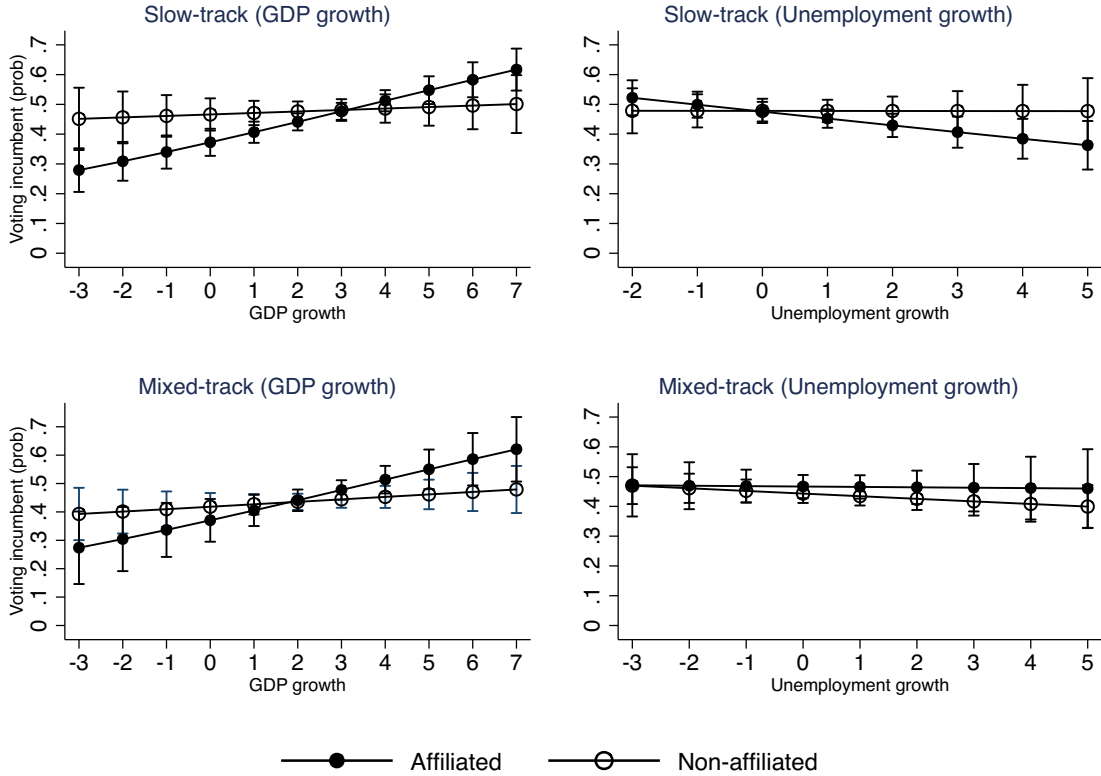 Slow-track (GDP growth)
Voting incumbent (prob)
.7
.6
.5
.4
.3
.2
.1
0
-3 -2 -1 0 1 2 3 4 5 6 7
GDP growth
Slow-track (Unemployment growth)
.7
.6
.5
.4
.3
.2
.1
0
-2 -1 0 1 2 3 4 5
Unemployment growth
Mixed-track (GDP growth)
Voting incumbent (prob)
.7
.6
.5
.4
.3
.2
.1
0
-3 -2 -1 0 1 2 3 4 5 6 7
GDP growth
Mixed-track (Unemployment growth)
.7
.6
.5
.4
.3
.2
.1
0
-3 -2 -1 0 1 2 3 4 5
Unemployment growth
Affiliated Non-affiliated